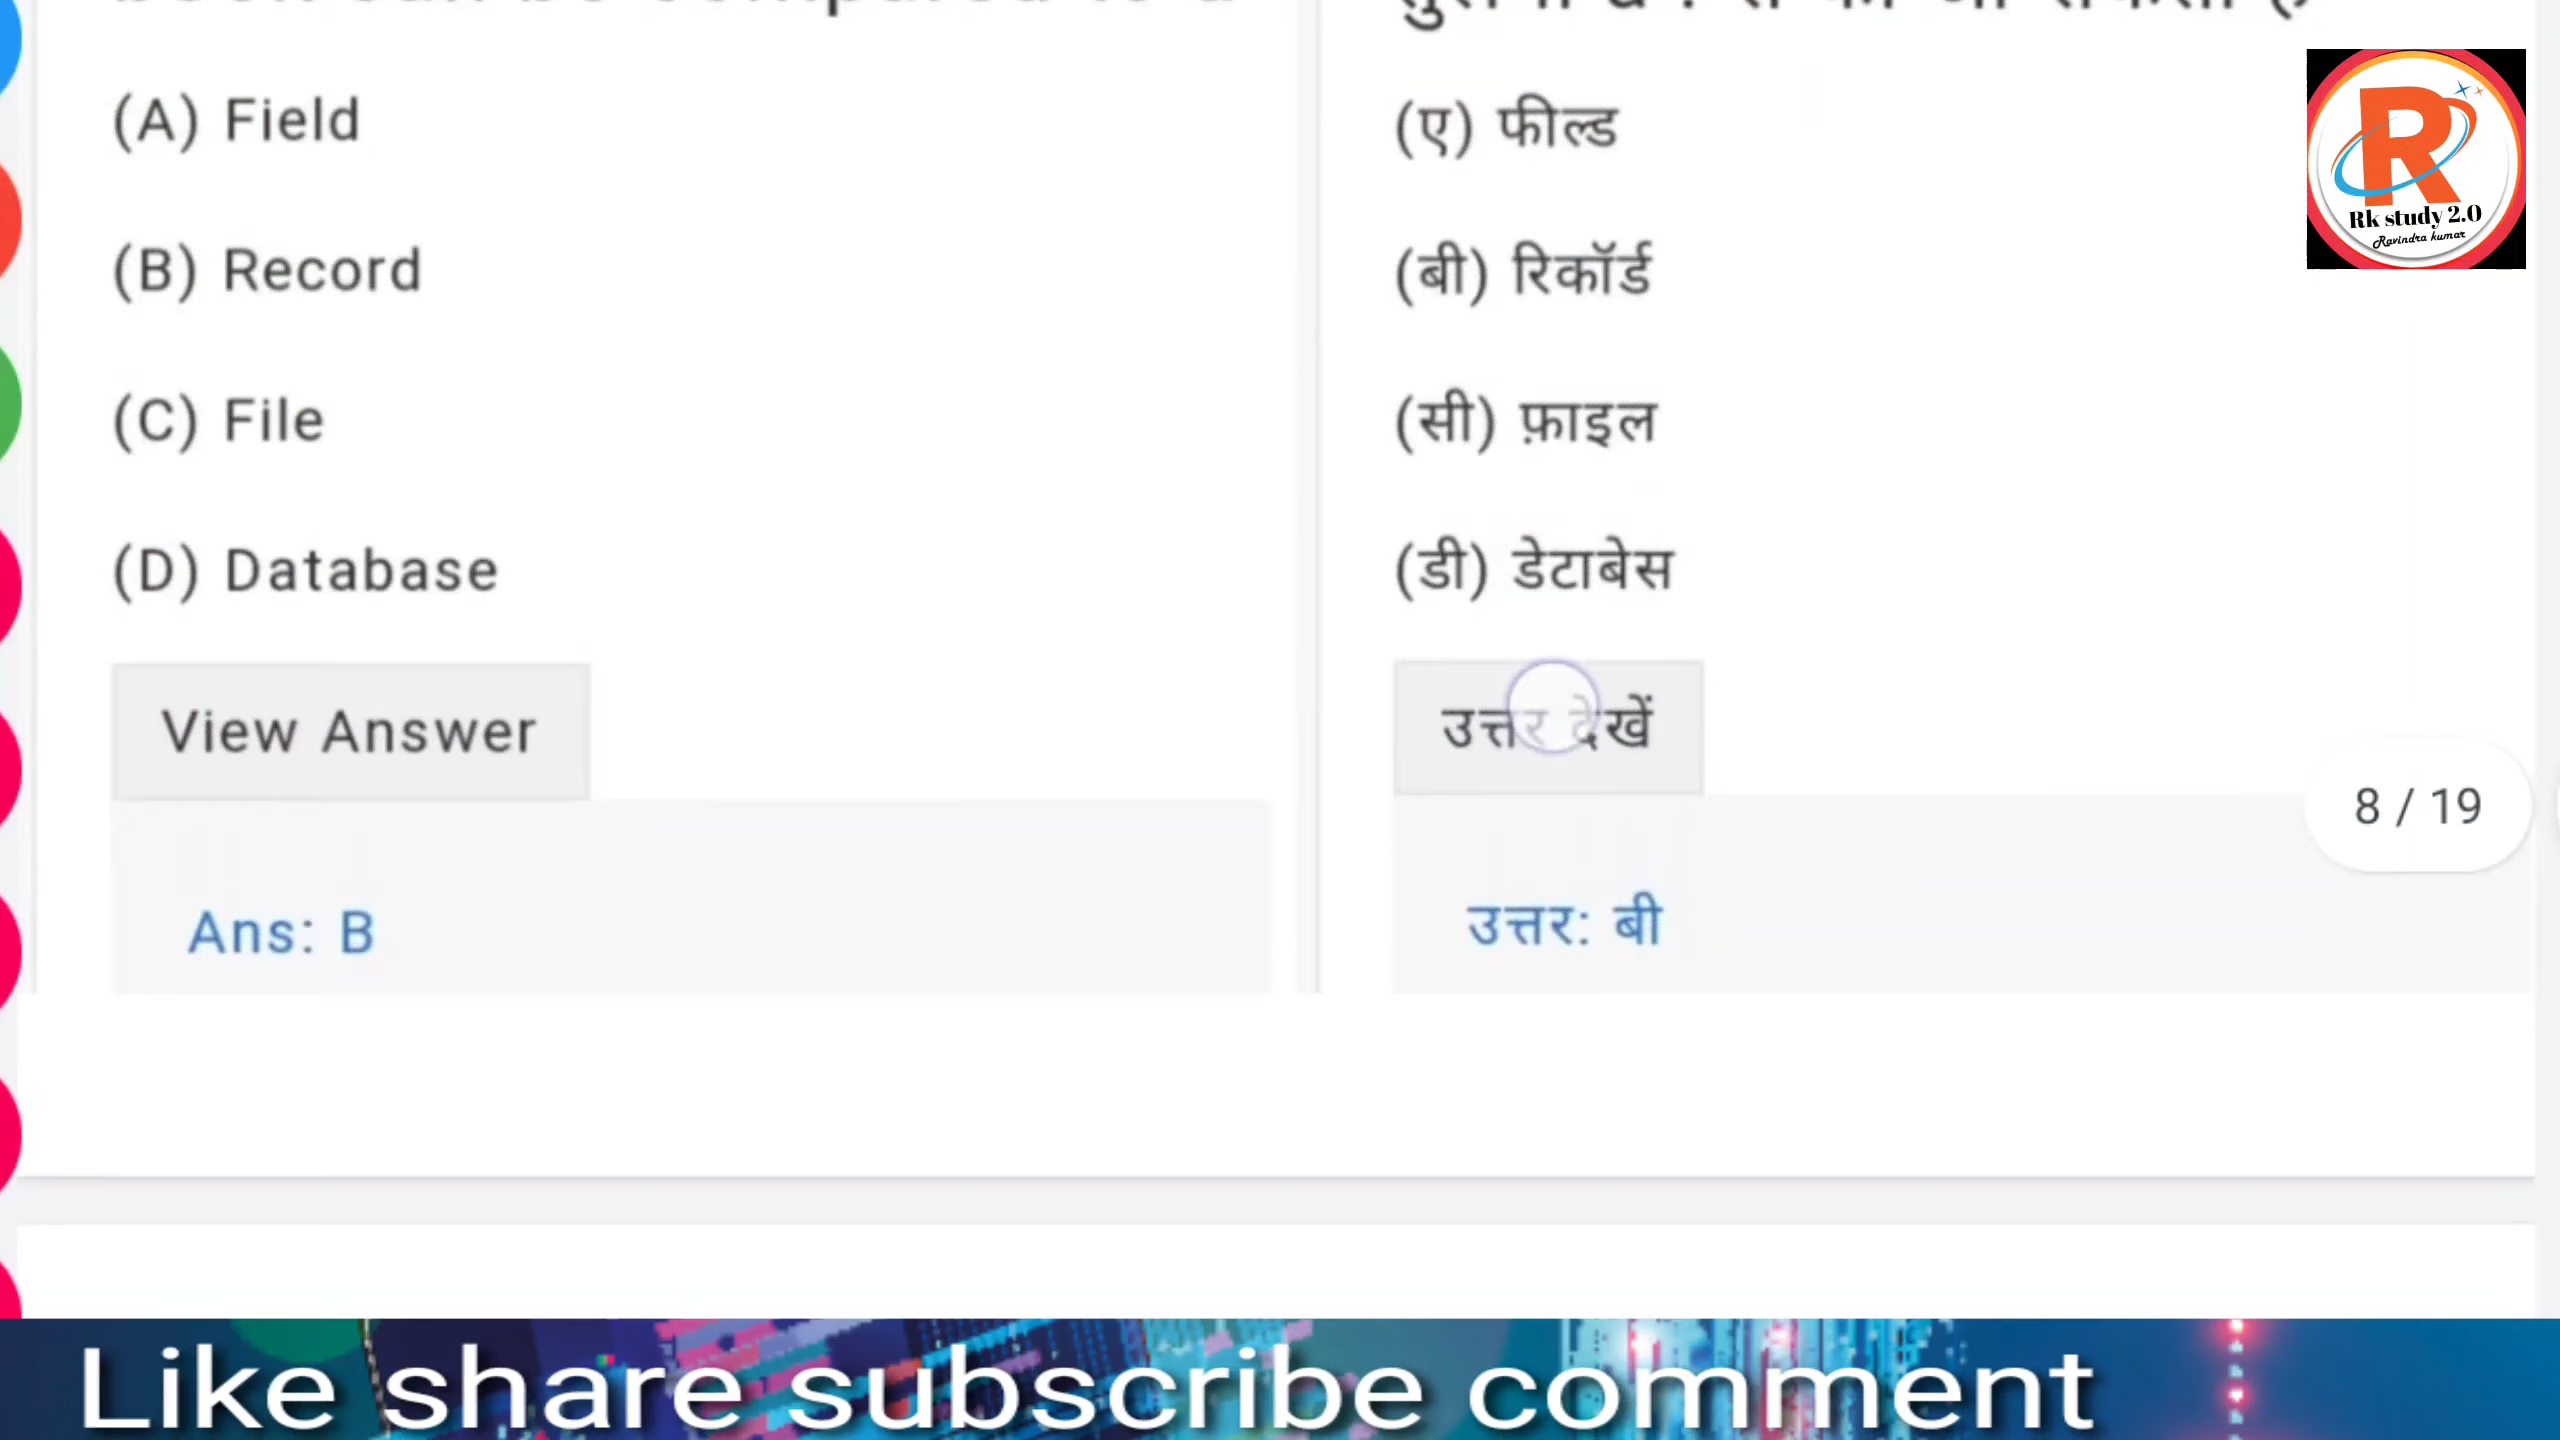 (A) Field
(B) Record
(C) File
(D) Database
View Answer
Ans: B
(ए) फील्ड
(बी) रिकॉर्ड
(सी) फ़ाइल
(डी) डेटाबेस
उत्तर देखें
उत्तर: बी
Rk study 2.0
Ravindra kumar
8 / 19
Like share subscribe comment